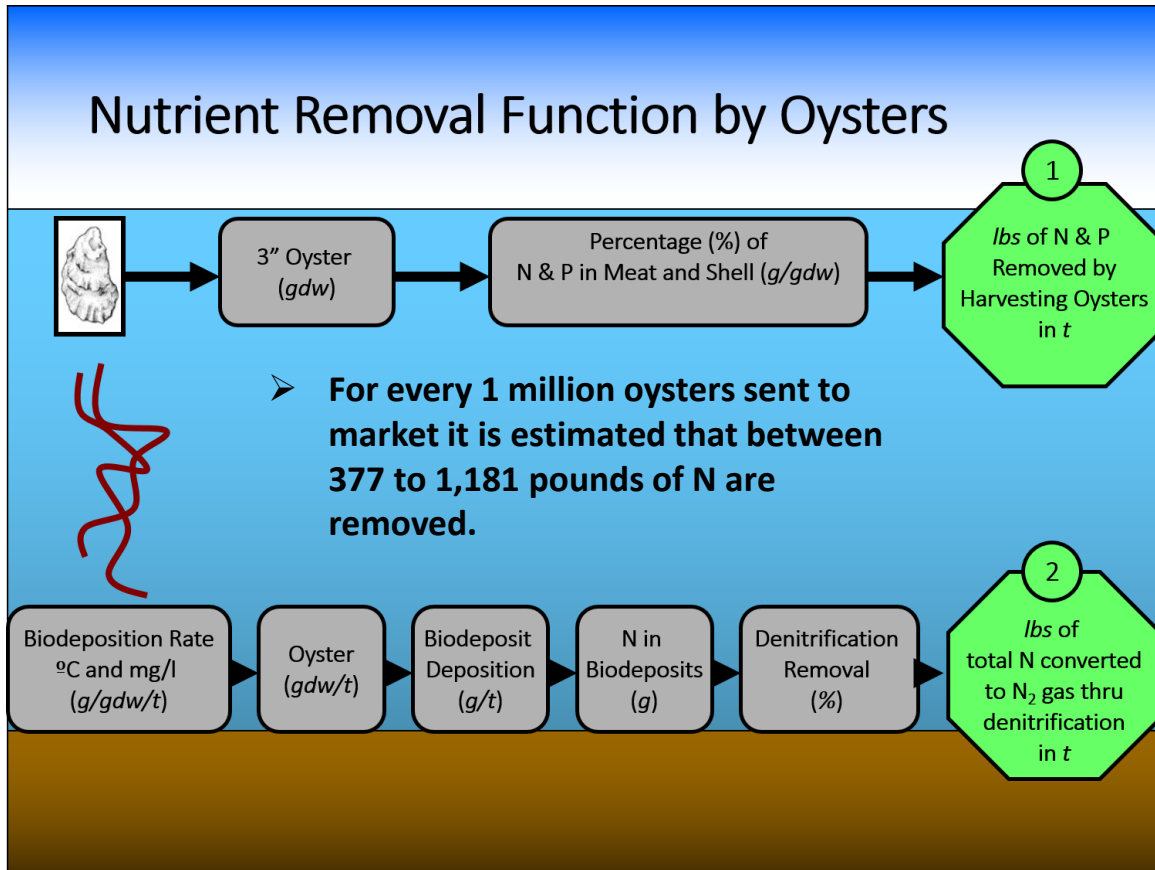 Nutrient Removal Function by Oysters
3” Oyster
(gdw)
Percentage (%) of
N & P in Meat and Shell (g/gdw)
1
lbs of N & P
Removed by
Harvesting Oysters
in t
➢ For every 1 million oysters sent to
market it is estimated that between
377 to 1,181 pounds of N are
removed.
Biodeposition Rate
ºC and mg/l
(g/gdw/t)
Oyster
(gdw/t)
Biodeposit
Deposition
(g/t)
N in
Biodeposits
(g)
Denitrification
Removal
(%)
2
lbs of
total N converted
to N₂ gas thru
denitrification
in t